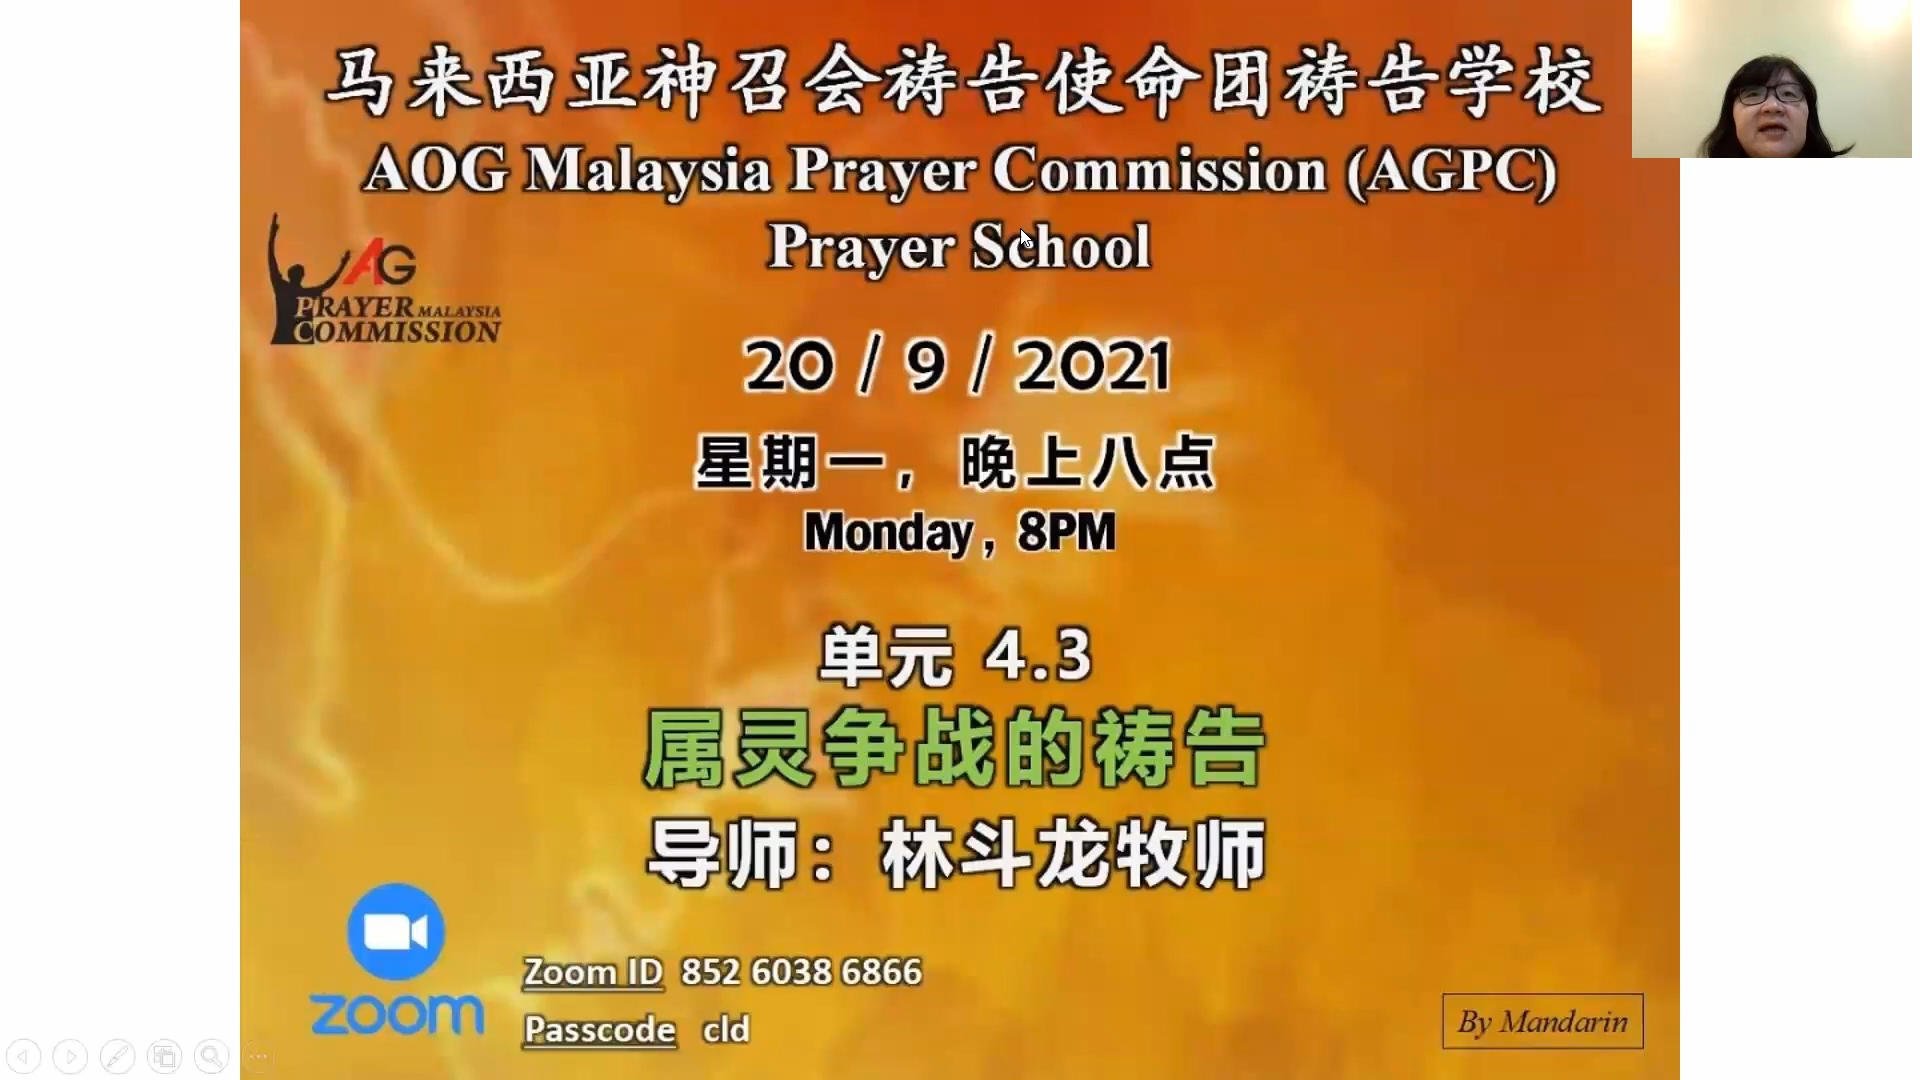 马来西亚神召会祷告使命团祷告学校
AOG Malaysia Prayer Commission (AGPC)
Prayer School
AG
PRAYER MALAYSIA
COMMISSION
20 / 9 / 2021
星期一，晚上八点
Monday, 8PM
单元 4.3
属灵争战的祷告
导师：林斗龙牧师
zoom
Zoom ID 852 6038 6866
Passcode cld
By Mandarin